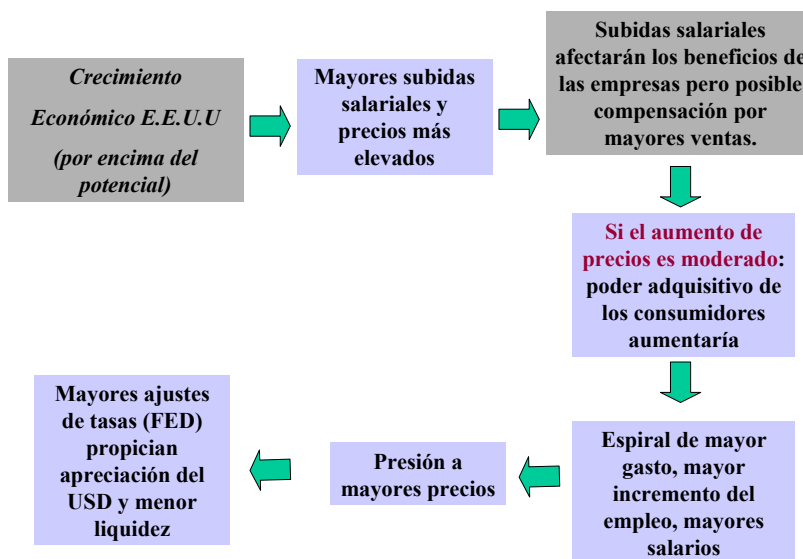 Crecimiento
Económico E.E.U.U
(por encima del
potencial)
Mayores subidas
salariales y
precios más
elevados
Subidas salariales
afectarán los beneficios de
las empresas pero posible
compensación por
mayores ventas.
Si el aumento de
precios es moderado:
poder adquisitivo de
los consumidores
aumentaría
Espiral de mayor
gasto, mayor
incremento del
empleo, mayores
salarios
Presión a
mayores precios
Mayores ajustes
de tasas (FED)
propician
apreciación del
USD y menor
liquidez